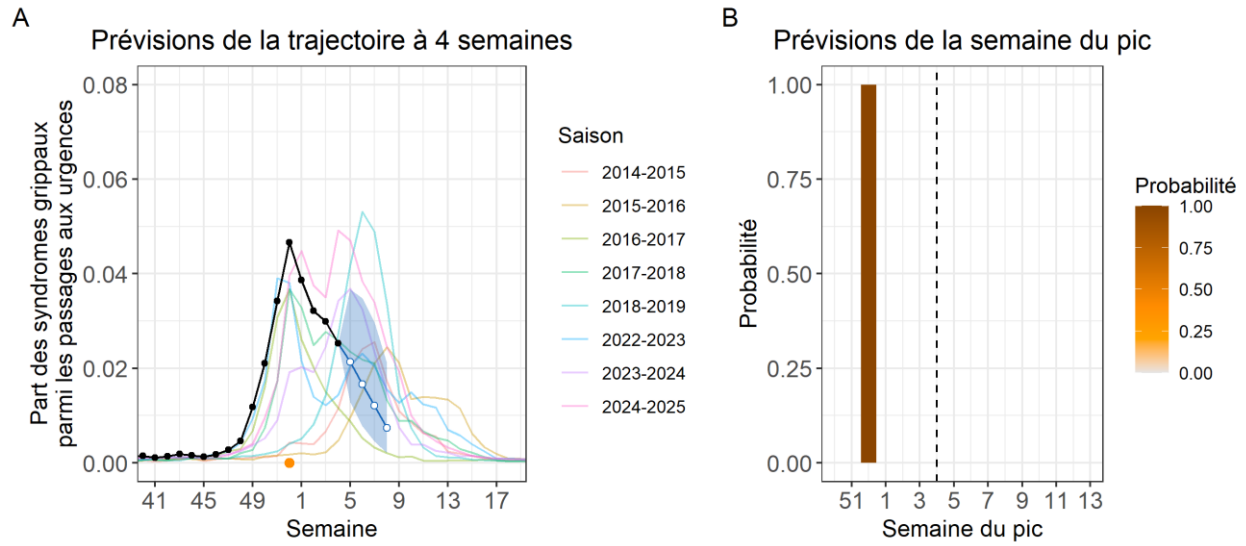 A
Prévisions de la trajectoire à 4 semaines
Part des syndromes grippaux
parmi les passages aux urgences
0.08
0.06
0.04
0.02
0.00
41 45 49 1 5 9 13 17
Semaine
Saison
2014-2015
2015-2016
2016-2017
2017-2018
2018-2019
2022-2023
2023-2024
2024-2025
B
Prévisions de la semaine du pic
Probabilité
1.00
0.75
0.50
0.25
0.00
51 1 3 5 7 9 11 13
Semaine du pic
Probabilité
1.00
0.75
0.50
0.25
0.00